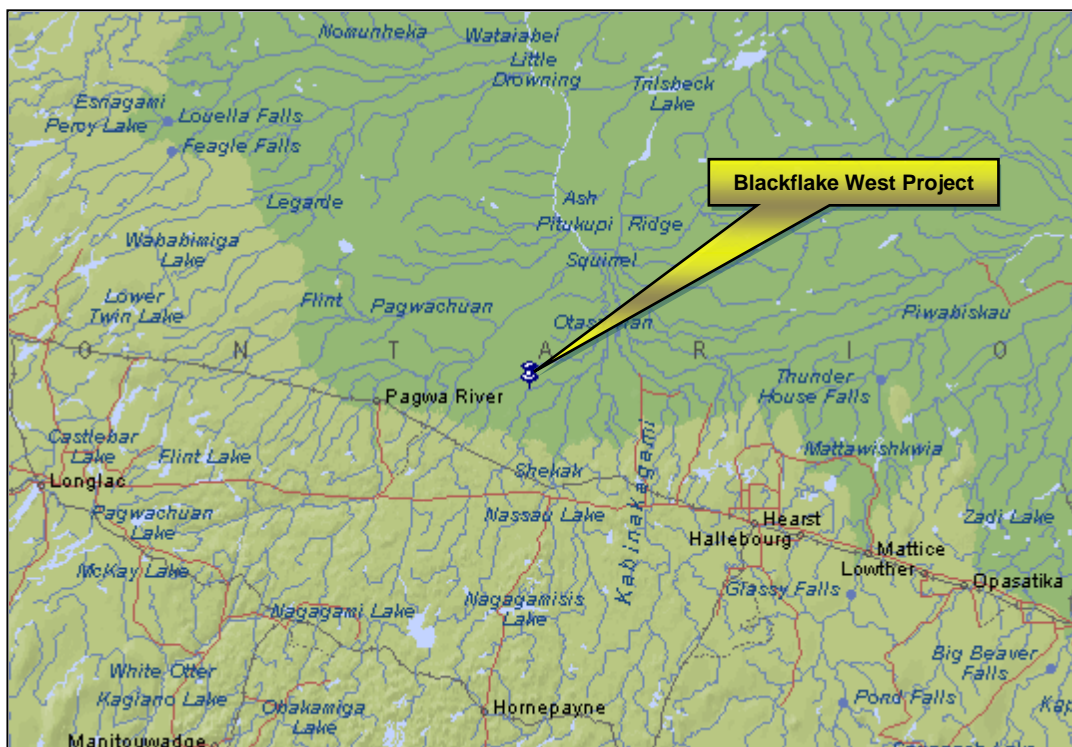 Nomunheka
Wataiabei
Little
Drowning
Trilsbeck
Lake
Esnagami
Percy Lake
Louella Falls
Feagle Falls
Blackflake West Project
Legarde
Ash
Pitukupi Ridge
Wababimiga
Lake
Squirrel
Lower
Twin Lake
Flint
Pagwachuan
Piwabiskau
O N T A R I O
Thunder
House Falls
Pagwa River
Castlebar
Lake
Flint Lake
Mattawishkwia
Longlac
Shekak
Kabinakagami
Pagwachuan
Lake
Nassau Lake
Hearst
Hallebourg
Zadi Lake
Mattice
Lowther
Opasatika
McKay Lake
Glassy Falls
Nagagami Lake
Nagagamisis
Lake
Big Beaver
Falls
White Otter
Kagiano Lake
Obakamiga
Lake
Hornepayne
Pond Falls
Manitouwadge